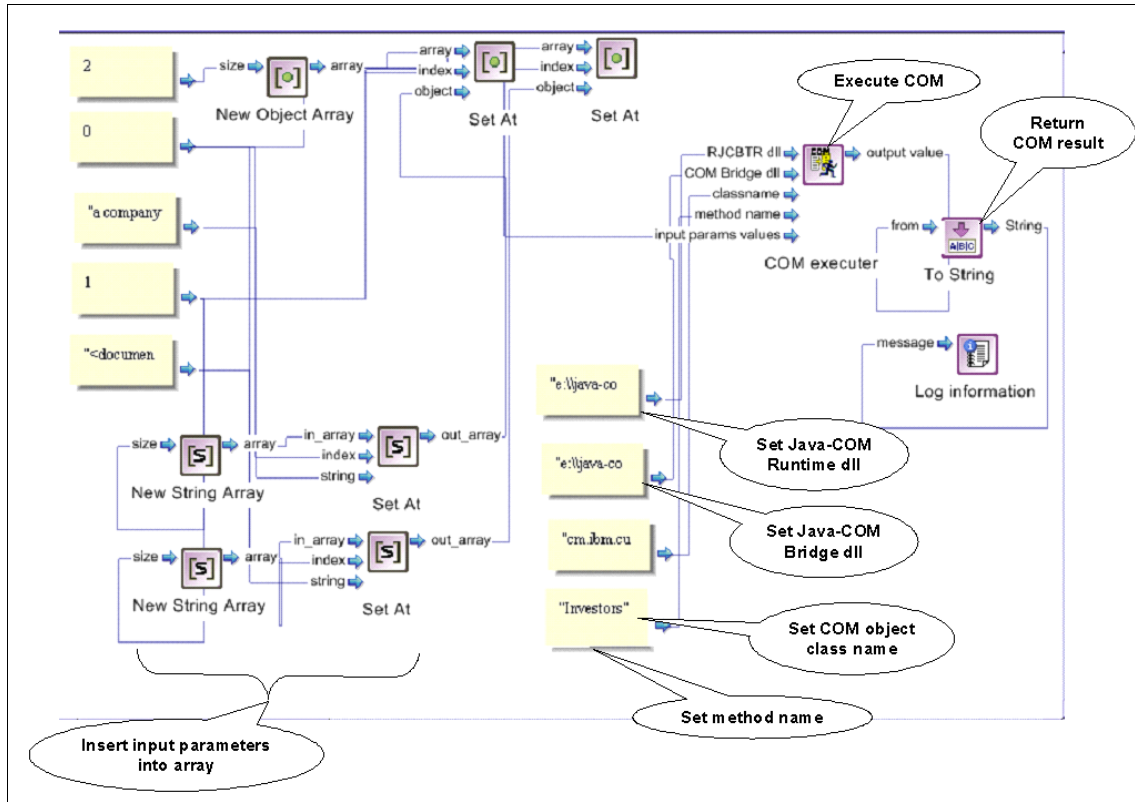 2
size
array
New Object Array
array
index
object
Set At
array
index
object
Set At
0
"a company
1
"<documen
size
array
New String Array
in_array
index
string
out_array
Set At
size
array
New String Array
in_array
index
string
out_array
Set At
Insert input parameters
into array
Execute COM
Return
COM result
RJCBTR dll
COM Bridge dll
classname
method name
input params values
COM
output value
COM executer
from
A|B|C
String
To String
message
Log information
"e:\\java-co
Set Java-COM
Runtime dll
"e:\\java-co
Set Java-COM
Bridge dll
"cm.ibm.cu
"Investors"
Set COM object
class name
Set method name